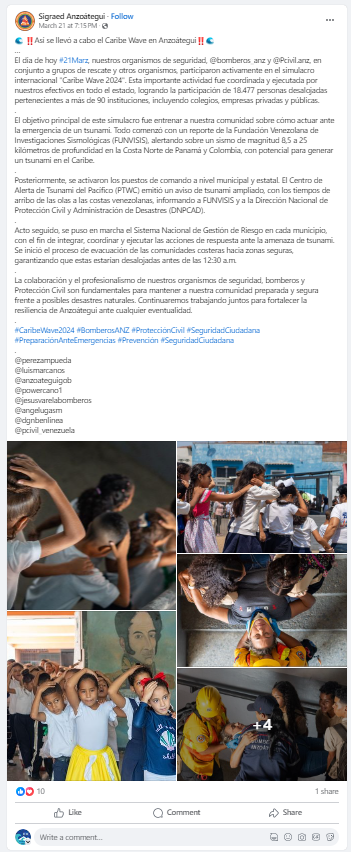 Sigraed Anzoátegui · Follow
March 21 at 7:15 PM ·
Así se llevó a cabo el Caribe Wave en Anzoátegui
...
El día de hoy #21Marz, nuestros organismos de seguridad, @bomberos_anz y @Pcivil.anz, en
conjunto a grupos de rescate y otros organismos, participaron activamente en el simulacro
internacional "Caribe Wave 2024". Esta importante actividad fue coordinada y ejecutada por
nuestros efectivos en todo el estado, logrando la participación de 18.477 personas desalojadas
pertenecientes a más de 90 instituciones, incluyendo colegios, empresas privadas y públicas.
.
El objetivo principal de este simulacro fue entrenar a nuestra comunidad sobre cómo actuar ante
la emergencia de un tsunami. Todo comenzó con un reporte de la Fundación Venezolana de
Investigaciones Sismológicas (FUNVISIS), alertando sobre un sismo de magnitud 8,5 a 25
kilómetros de profundidad en la Costa Norte de Panamá y Colombia, con potencial para generar
un tsunami en el Caribe.
.
Posteriormente, se activaron los puestos de comando a nivel municipal y estatal. El Centro de
Alerta de Tsunami del Pacífico (PTWC) emitió un aviso de tsunami ampliado, con los tiempos de
arribo de las olas a las costas venezolanas, informando a FUNVISIS y a la Dirección Nacional de
Protección Civil y Administración de Desastres (DNPCAD).
.
Acto seguido, se puso en marcha el Sistema Nacional de Gestión de Riesgo en cada municipio,
con el fin de integrar, coordinar y ejecutar las acciones de respuesta ante la amenaza de tsunami.
Se inició el proceso de evacuación de las comunidades costeras hacia zonas seguras,
garantizando que estas estarían desalojadas antes de las 12:30 a.m.
.
La colaboración y el profesionalismo de nuestros organismos de seguridad, bomberos y
Protección Civil son fundamentales para mantener a nuestra comunidad preparada y segura
frente a posibles desastres naturales. Continuaremos trabajando juntos para fortalecer la
resiliencia de Anzoátegui ante cualquier eventualidad.
.
#CaribeWave2024 #BomberosANZ #ProtecciónCivil #SeguridadCiudadana
#PreparaciónAnteEmergencias #Prevención #SeguridadCiudadana
.
@perezampueda
@luismarcanos
@anzoateguigob
@powercano1
@jesusvarelabomberos
@angelugasm
@dgnbenlinea
@pcivil_venezuela
+4
10
1 share
Like
Comment
Share
Write a comment...